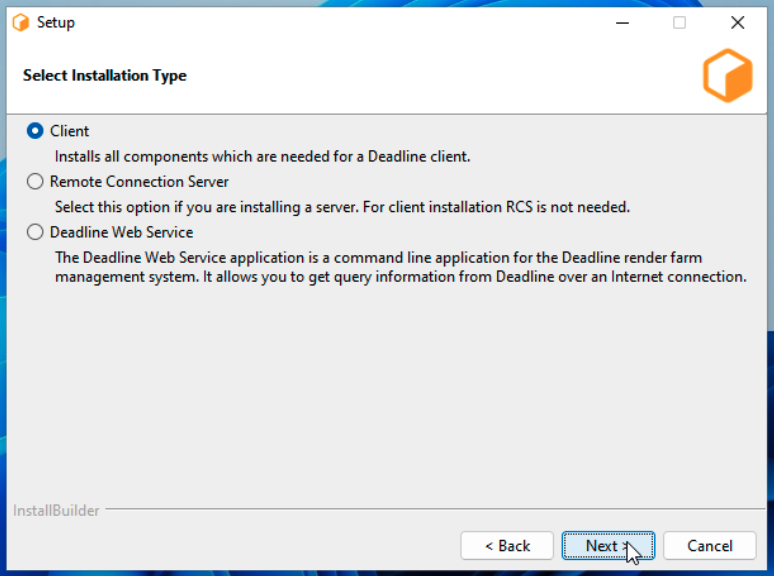 Setup
Select Installation Type
Client
Installs all components which are needed for a Deadline client.
Remote Connection Server
Select this option if you are installing a server. For client installation RCS is not needed.
Deadline Web Service
The Deadline Web Service application is a command line application for the Deadline render farm
management system. It allows you to get query information from Deadline over an Internet connection.
InstallBuilder
< Back
Next >
Cancel